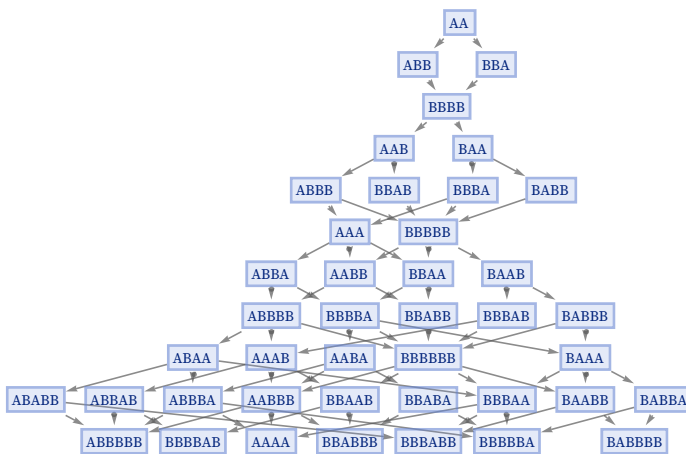 AA
ABB BBA
BBBB
AAB BAA
ABBB BBAB BBBA BABB
AAA BBBBB
ABBA AABB BBAA BAAB
ABBBB BBBBA BBABB BBBAB BABBB
ABAA AAAB AABA BBBBBB BAAA
ABABB ABBAB ABBBA AABBB BBAAB BBABA BBBAA BAABB BABBA
ABBBBB BBBBAB AAAA BBABBB BBBABB BBBBBA BABBBB